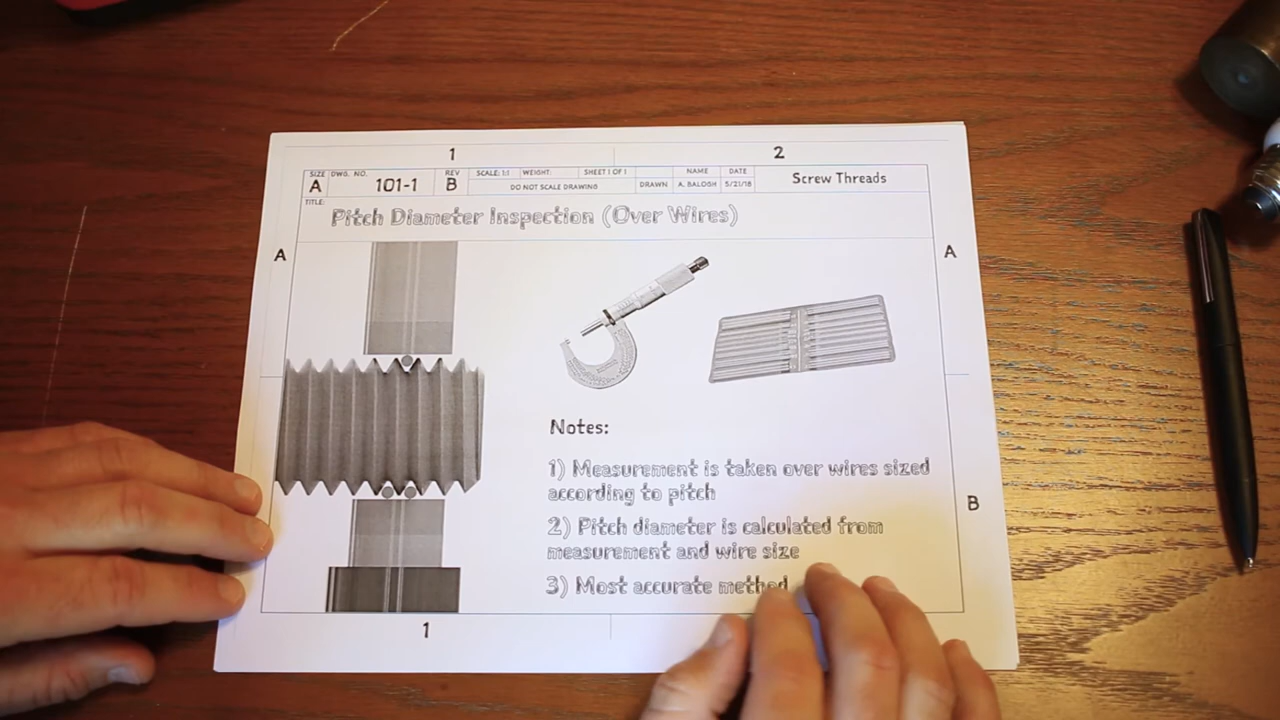 1 2
SIZE DWG. NO. REV SCALE: 1:1 WEIGHT: SHEET 1 OF 1 NAME DATE
A 101-1 B DO NOT SCALE DRAWING DRAWN A. BALOGH 5/21/18 Screw Threads
TITLE:
Pitch Diameter Inspection (Over Wires)
A A
Notes:
1) Measurement is taken over wires sized
according to pitch
B
2) Pitch diameter is calculated from
measurement and wire size
3) Most accurate method
1